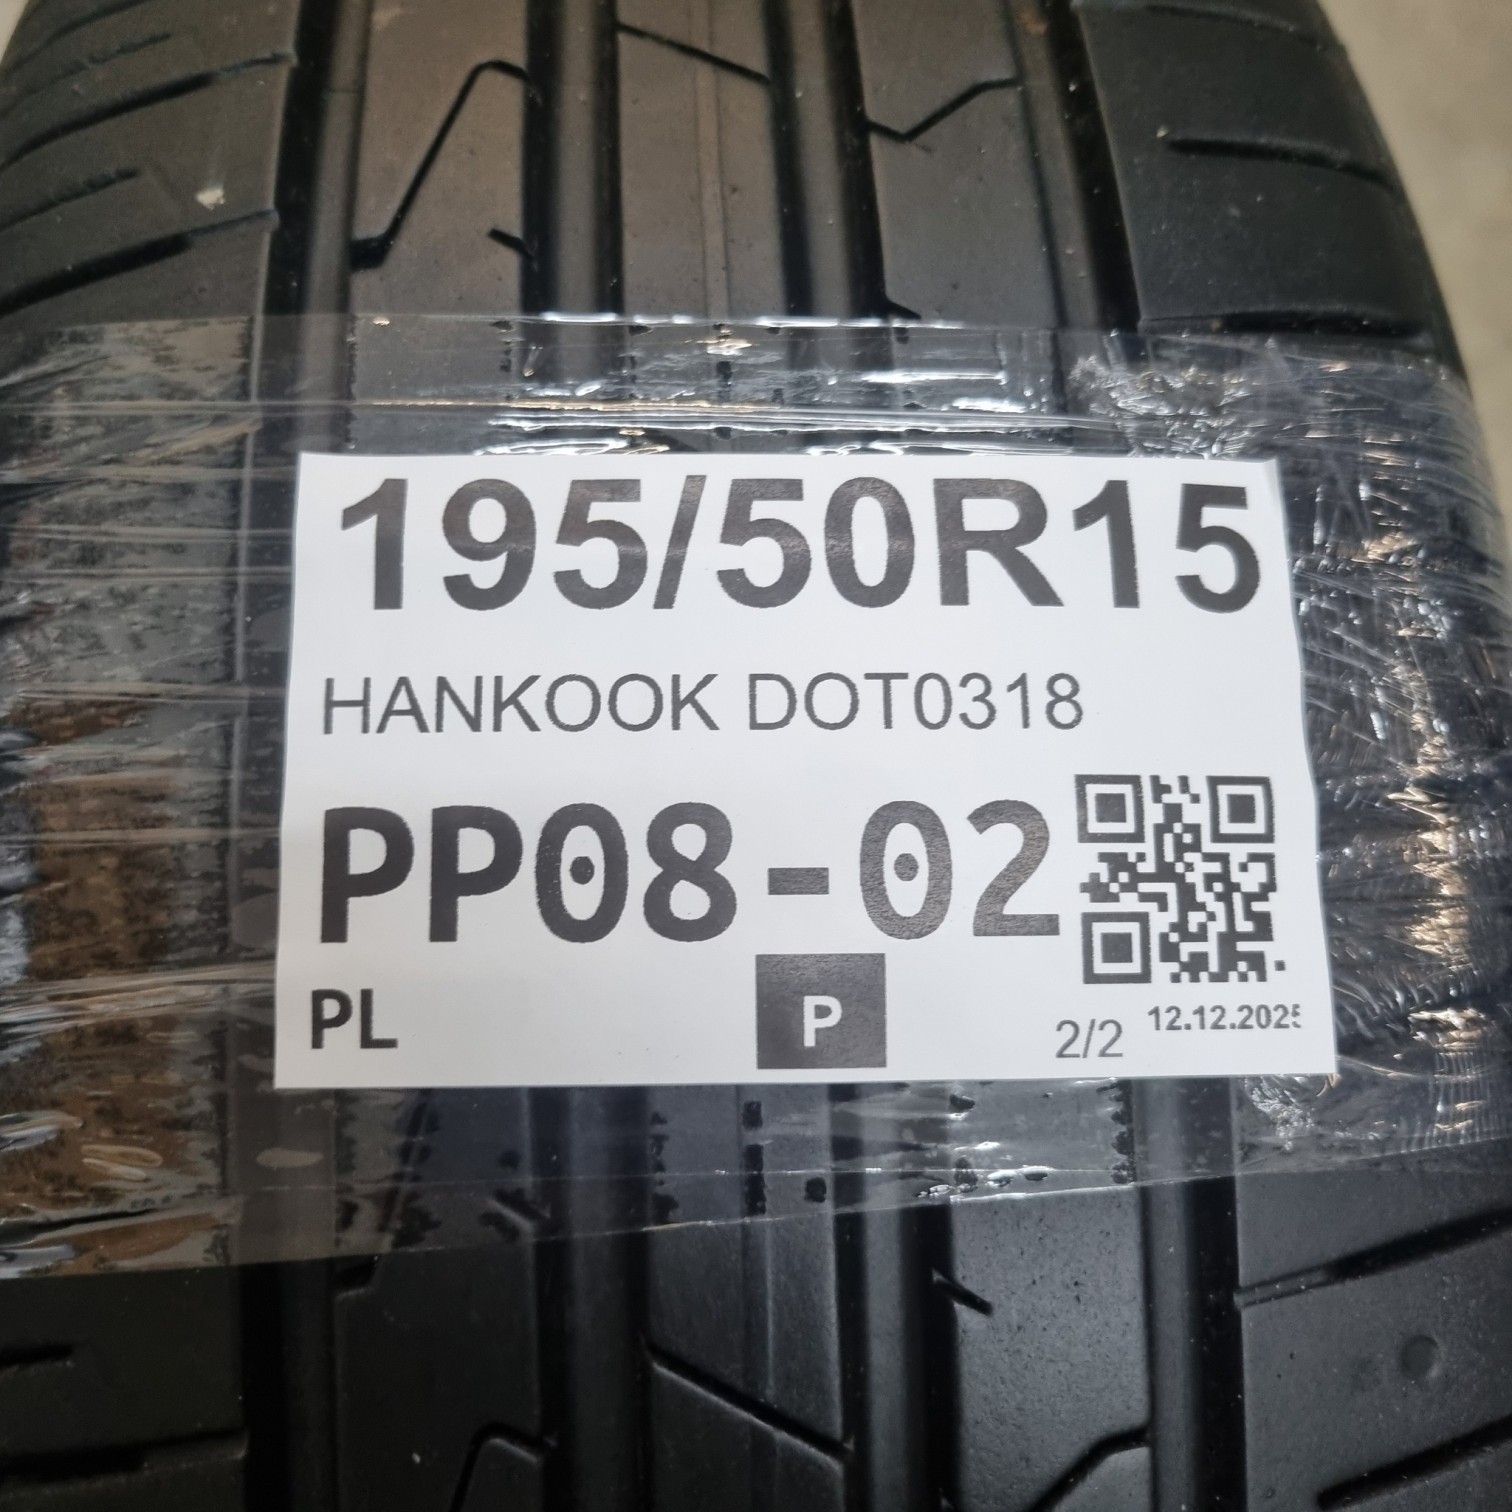 195/50R15
HANKOOK DOT0318
PP08-02
PL
P
2/2
12.12.2025